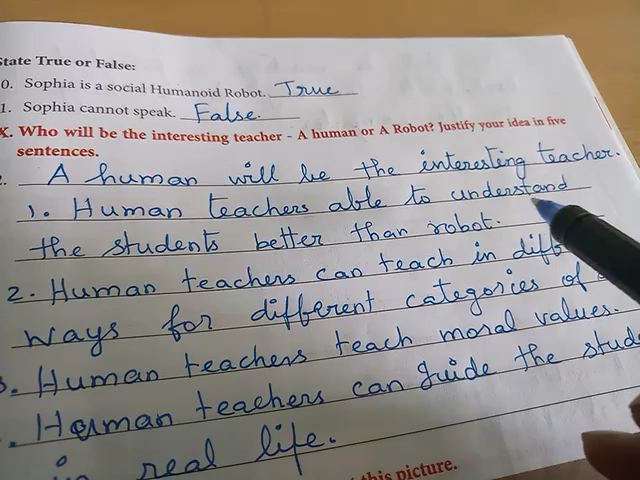 State True or False:
0. Sophia is a social Humanoid Robot. True
1. Sophia cannot speak. False.
X. Who will be the interesting teacher - A human or A Robot? Justify your idea in five
sentences.
A human will be the interesting teacher.
1. Human teachers able to understand
the students better than robot.
2. Human teachers can teach in
ways for different categories of
3. Human teachers teach moral values.
Human teachers can guide the
in real life.
this picture.